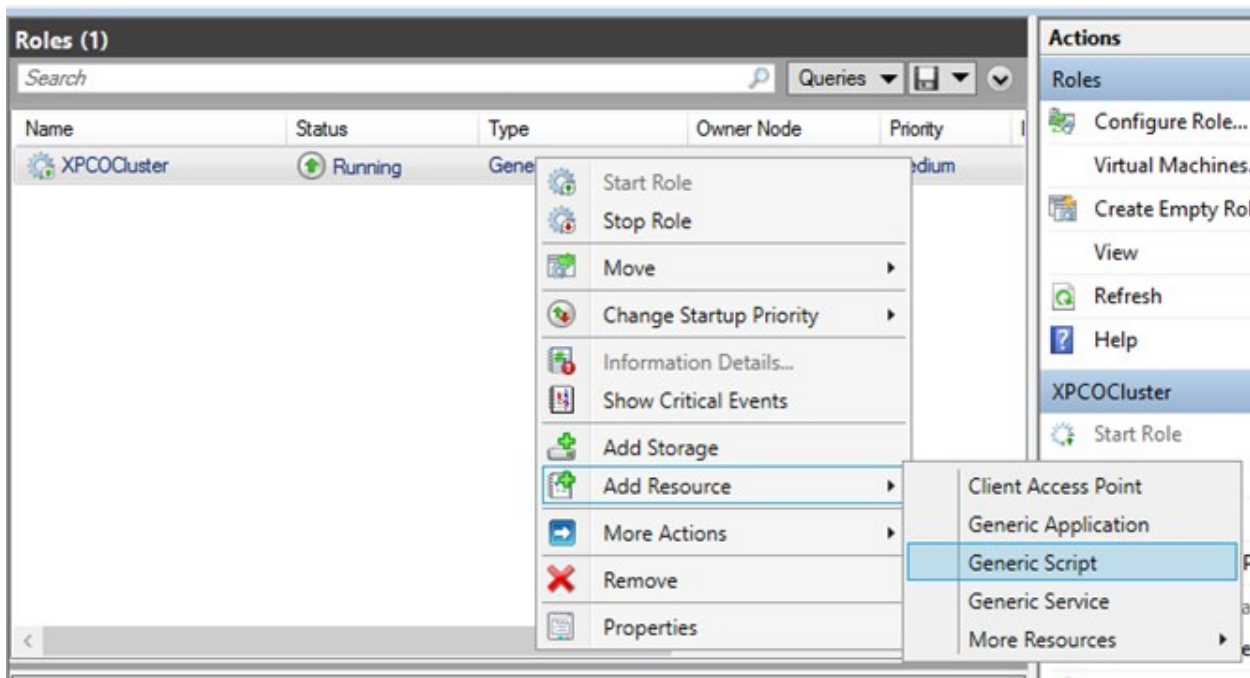 Roles (1)
Search
Queries
Name Status Type Owner Node Priority
XPCOCluster Running Gene edium
Start Role
Stop Role
Move
Change Startup Priority
Information Details...
Show Critical Events
Add Storage
Add Resource
More Actions
Remove
Properties
Client Access Point
Generic Application
Generic Script
Generic Service
More Resources
Actions
Roles
Configure Role...
Virtual Machines.
Create Empty Rol
View
Refresh
Help
XPCOCluster
Start Role